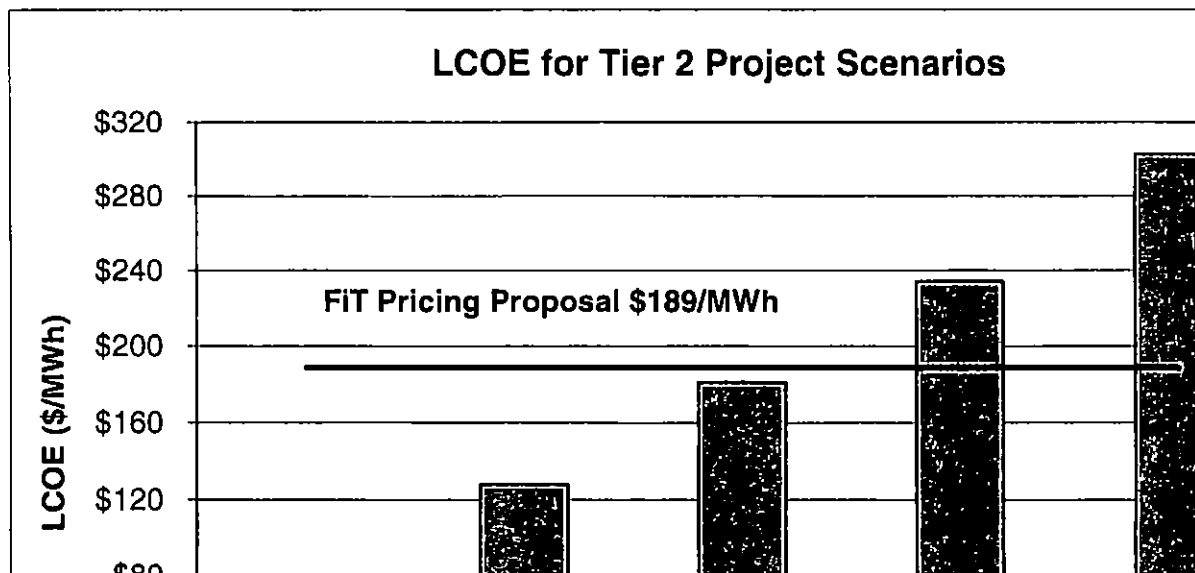 LCOE for Tier 2 Project Scenarios
$320
$280
$240
FiT Pricing Proposal $189/MWh
$200
$160
$120
$80
LCOE ($/MWh)